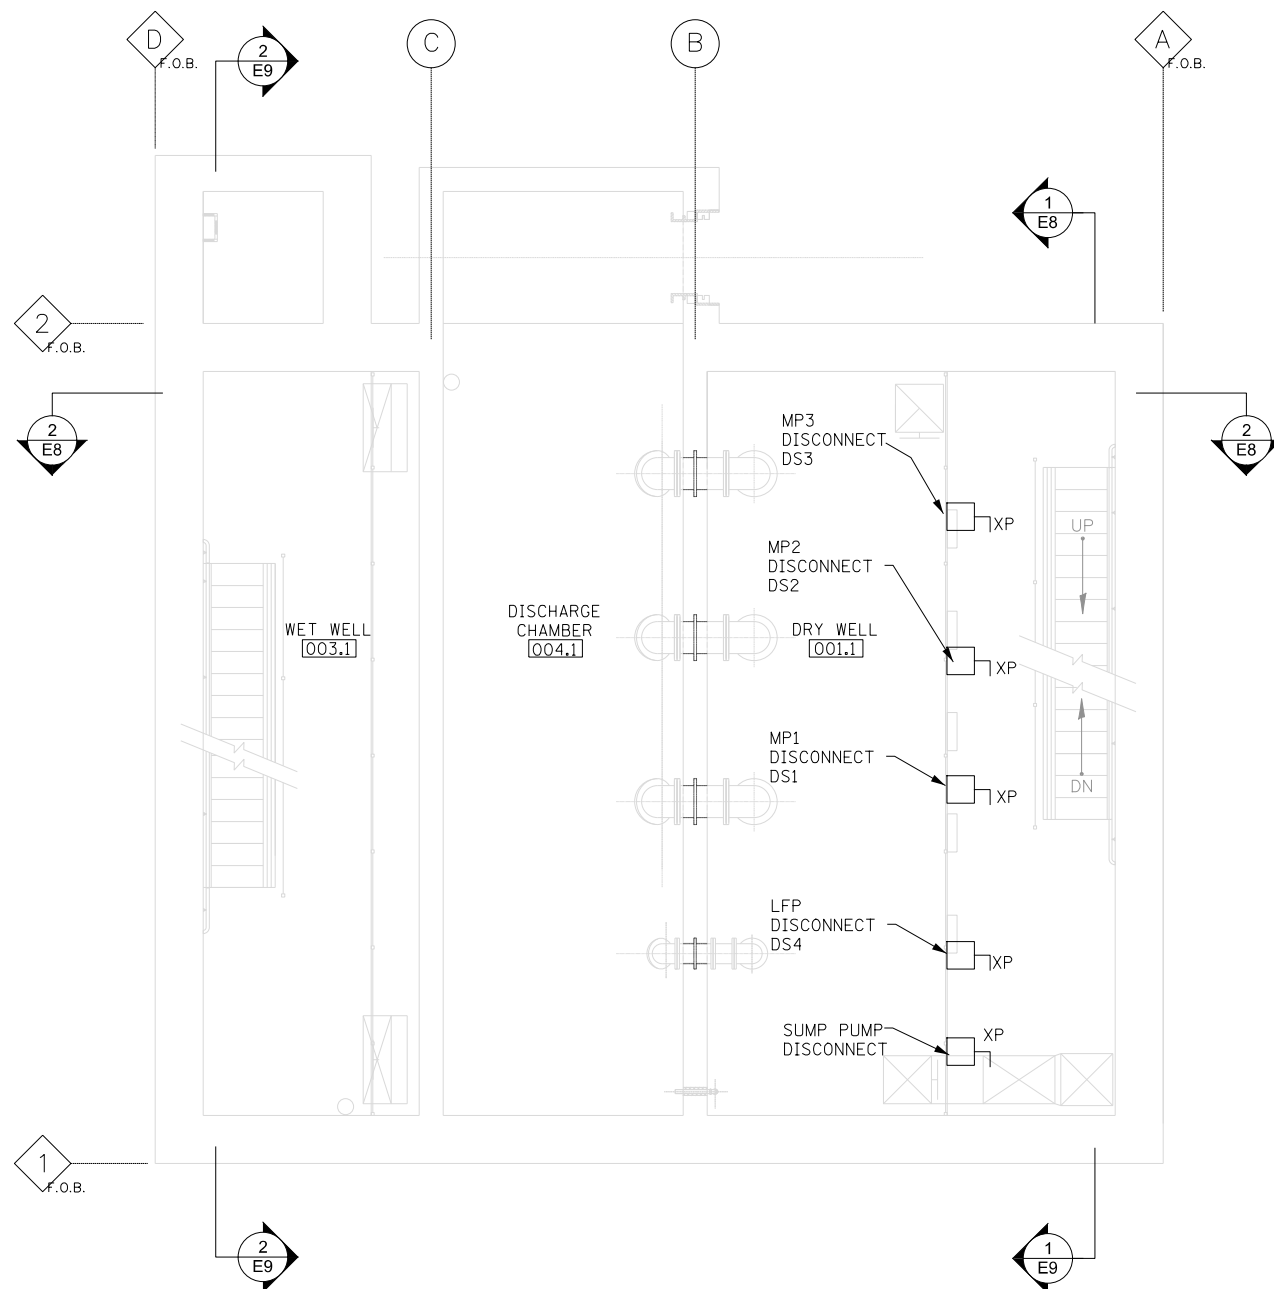 D
F.O.B.
2
E9
C
B
A
F.O.B.
1
E8
2
F.O.B.
2
E8
2
E8
MP3
DISCONNECT
DS3
XP
UP
MP2
DISCONNECT
DS2
XP
WET WELL
003.1
DISCHARGE
CHAMBER
004.1
DRY WELL
001.1
MP1
DISCONNECT
DS1
XP
DN
LFP
DISCONNECT
DS4
XP
SUMP PUMP
DISCONNECT
XP
1
F.O.B.
2
E9
1
E9